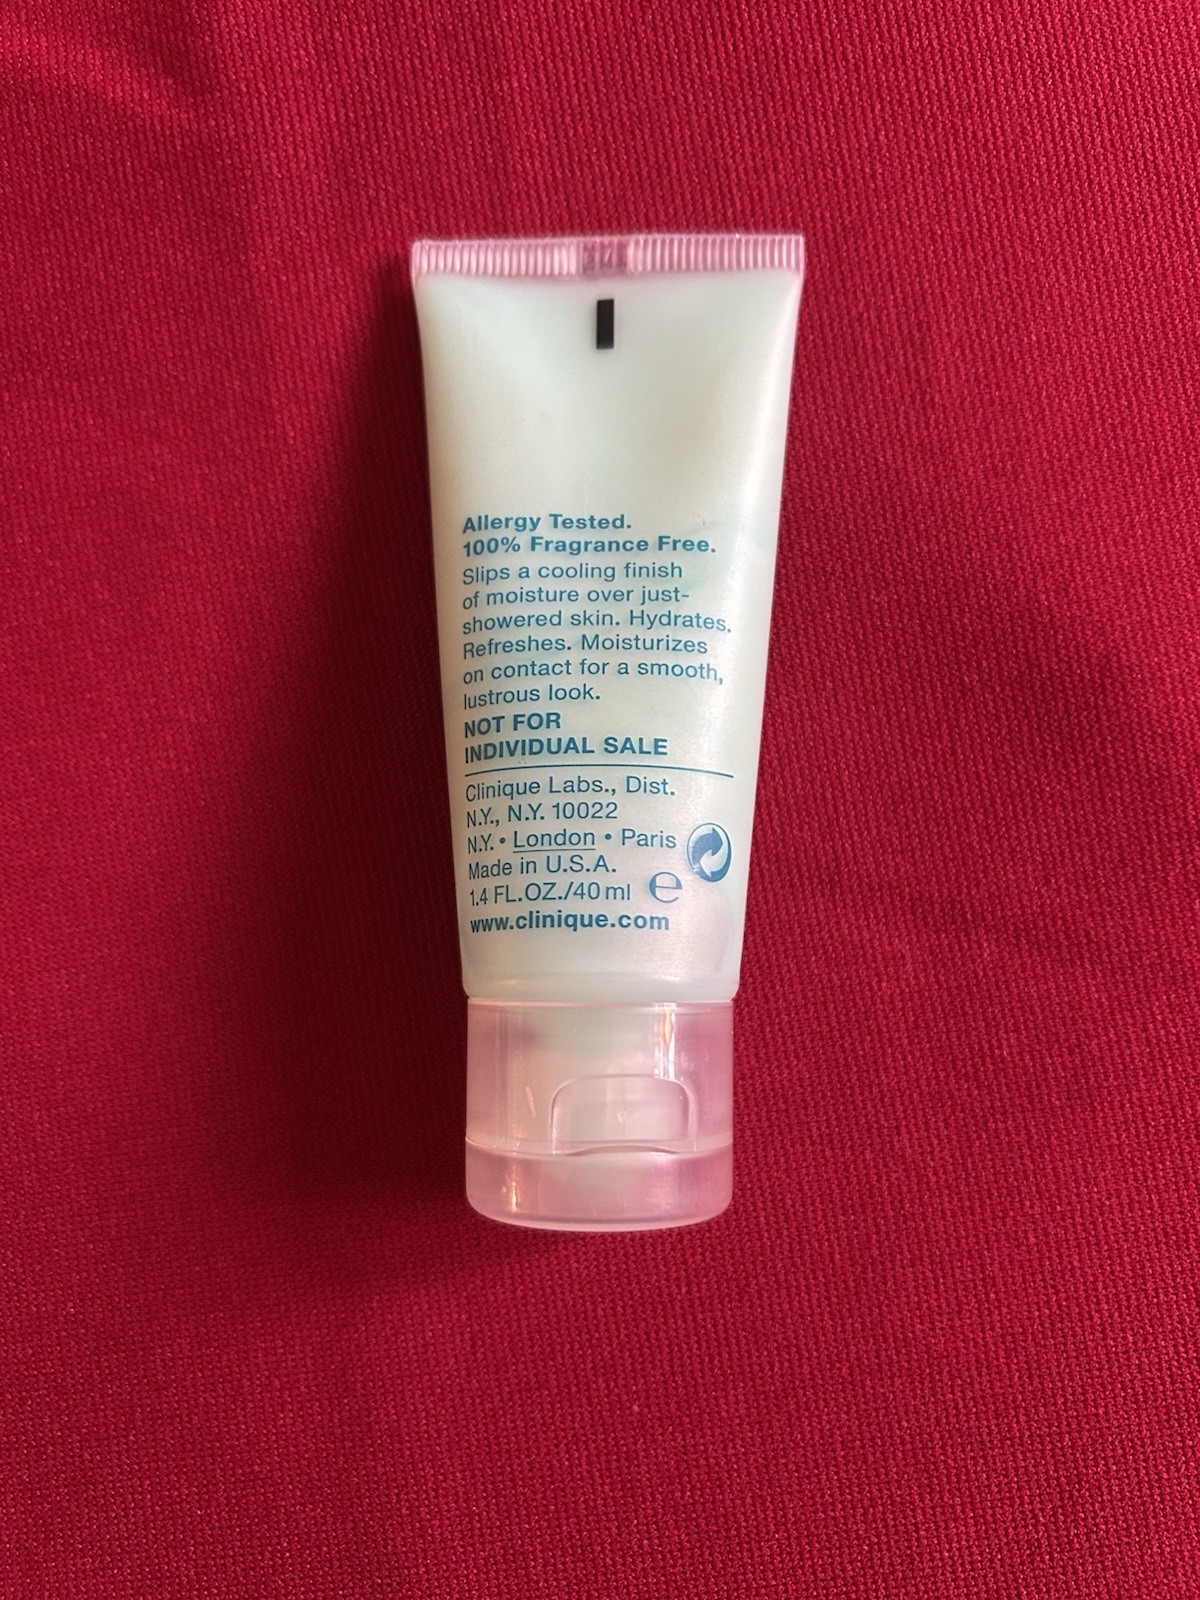 Allergy Tested.
100% Fragrance Free.
Slips a cooling finish
of moisture over just-
showered skin. Hydrates.
Refreshes. Moisturizes
on contact for a smooth,
lustrous look.
NOT FOR
INDIVIDUAL SALE
Clinique Labs., Dist.
N.Y., N.Y. 10022
N.Y. • London • Paris
Made in U.S.A.
1.4 FL.OZ./40 ml e
www.clinique.com